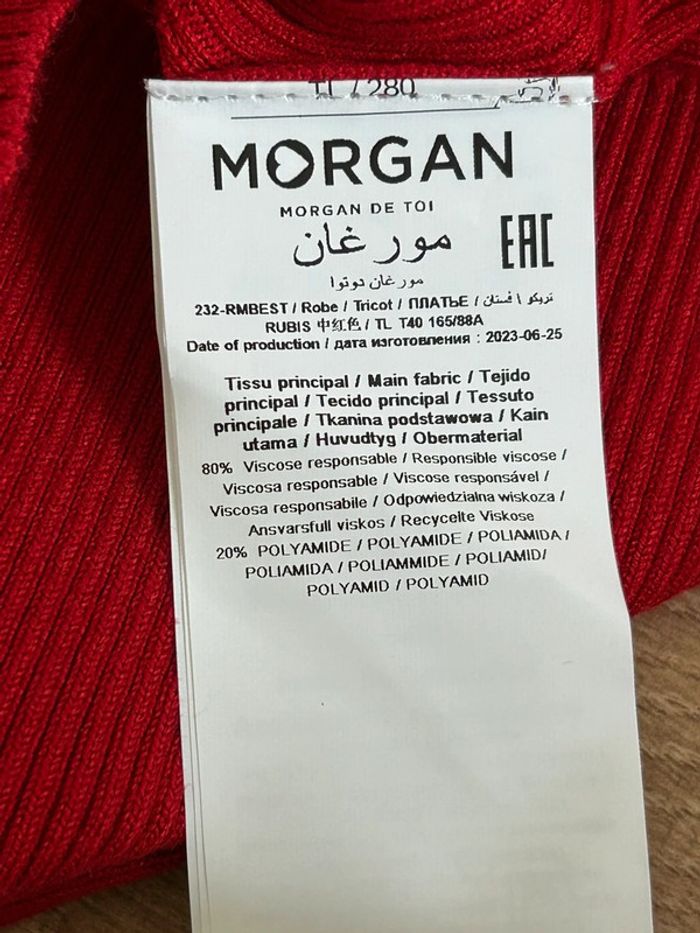 TL / 280
MORGAN
MORGAN DE TOI
مورغان
EAC
مورغان دوتوا
232-RMBEST / Robe / Tricot / ПЛАТЬЕ / تريكو \ فستان
RUBIS 中红色 / TL T40 165/88A
Date of production / дата изготовления : 2023-06-25
Tissu principal / Main fabric / Tejido
principal / Tecido principal / Tessuto
principale / Tkanina podstawowa / Kain
utama / Huvudtyg / Obermaterial
80% Viscose responsable / Responsible viscose /
Viscosa responsable / Viscose responsável /
Viscosa responsabile / Odpowiedzialna wiskoza /
Ansvarsfull viskos / Recycelte Viskose
20% POLYAMIDE / POLYAMIDE / POLIAMIDA /
POLIAMIDA / POLIAMMIDE / POLIAMID/
POLYAMID / POLYAMID